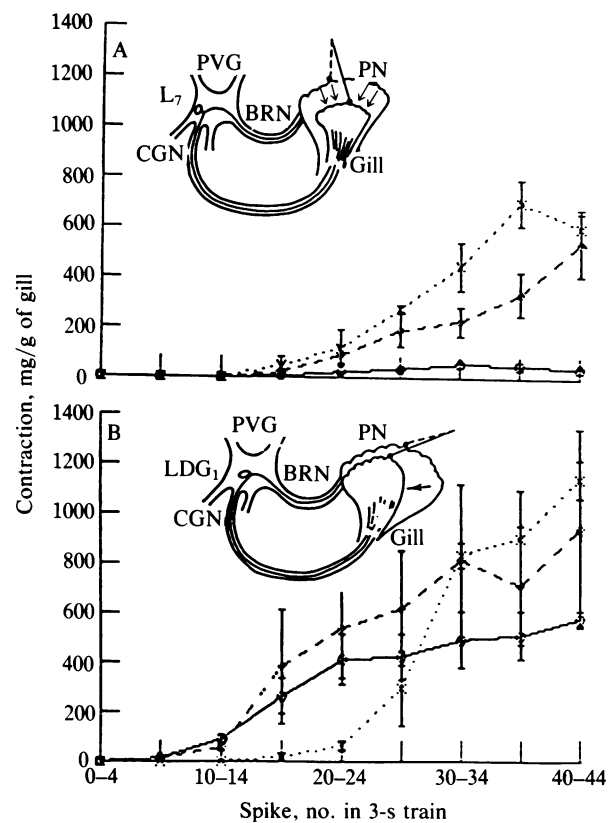 A
1400
1200
1000
800
600
400
200
0
PVG
PN
L7
BRN
CGN
Gill
Contraction, mg/g of gill
B
1400
1200
1000
800
600
400
200
0
PVG
PN
LDG1
BRN
CGN
Gill
0–4 10–14 20–24 30–34 40–44
Spike, no. in 3-s train